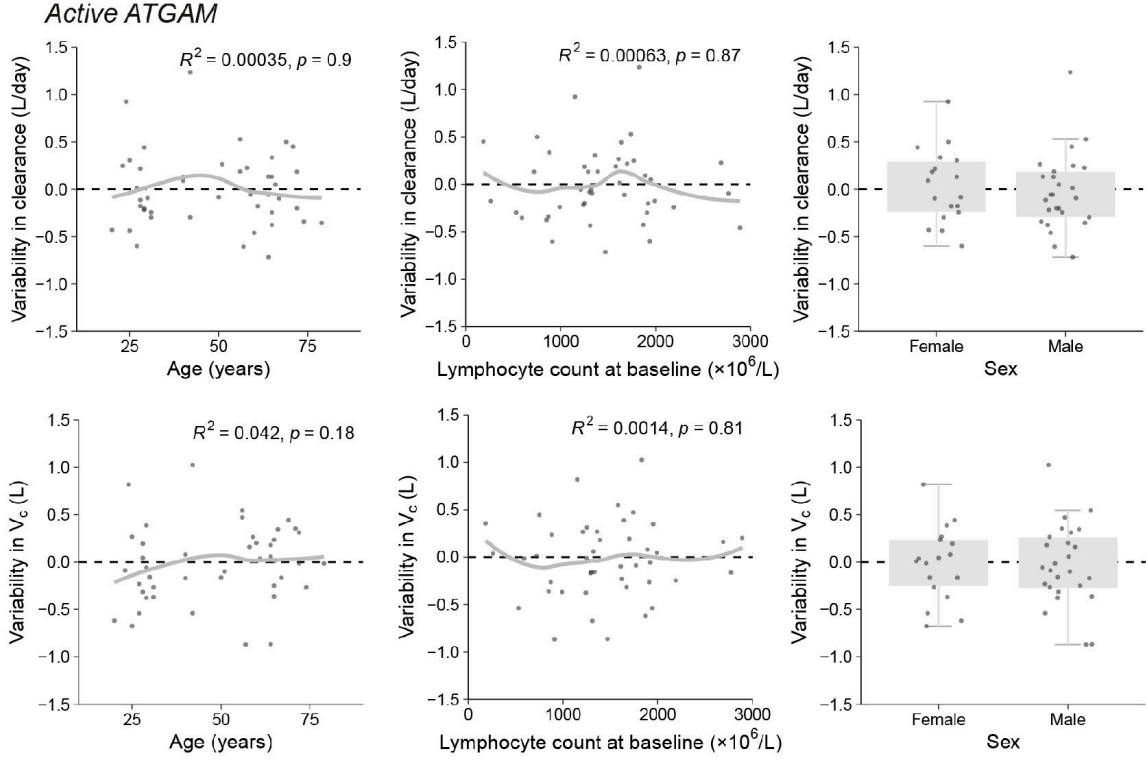 Active ATGAM
R² = 0.00035, p = 0.9
Variability in clearance (L/day)
1.5
1.0
0.5
0.0
−0.5
−1.0
−1.5
25 50 75
Age (years)
R² = 0.00063, p = 0.87
Variability in clearance (L/day)
1.5
1.0
0.5
0.0
−0.5
−1.0
−1.5
0 1000 2000 3000
Lymphocyte count at baseline (×10⁶/L)
Variability in clearance (L/day)
1.5
1.0
0.5
0.0
−0.5
−1.0
−1.5
Female Male
Sex
R² = 0.042, p = 0.18
Variability in Vc (L)
1.5
1.0
0.5
0.0
−0.5
−1.0
−1.5
25 50 75
Age (years)
R² = 0.0014, p = 0.81
Variability in Vc (L)
1.5
1.0
0.5
0.0
−0.5
−1.0
−1.5
0 1000 2000 3000
Lymphocyte count at baseline (×10⁶/L)
Variability in Vc (L)
1.5
1.0
0.5
0.0
−0.5
−1.0
−1.5
Female Male
Sex